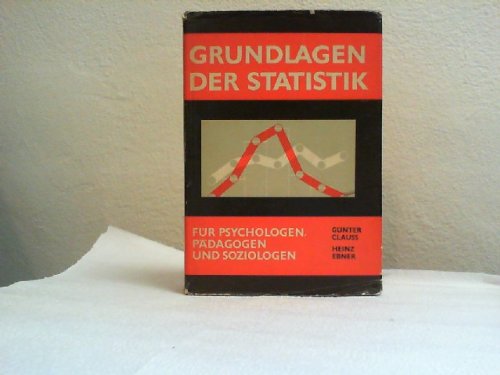 GRUNDLAGEN
DER STATISTIK
FÜR PSYCHOLOGEN,
PÄDAGOGEN
UND SOZIOLOGEN
GÜNTER
CLAUSS
HEINZ
EBNER